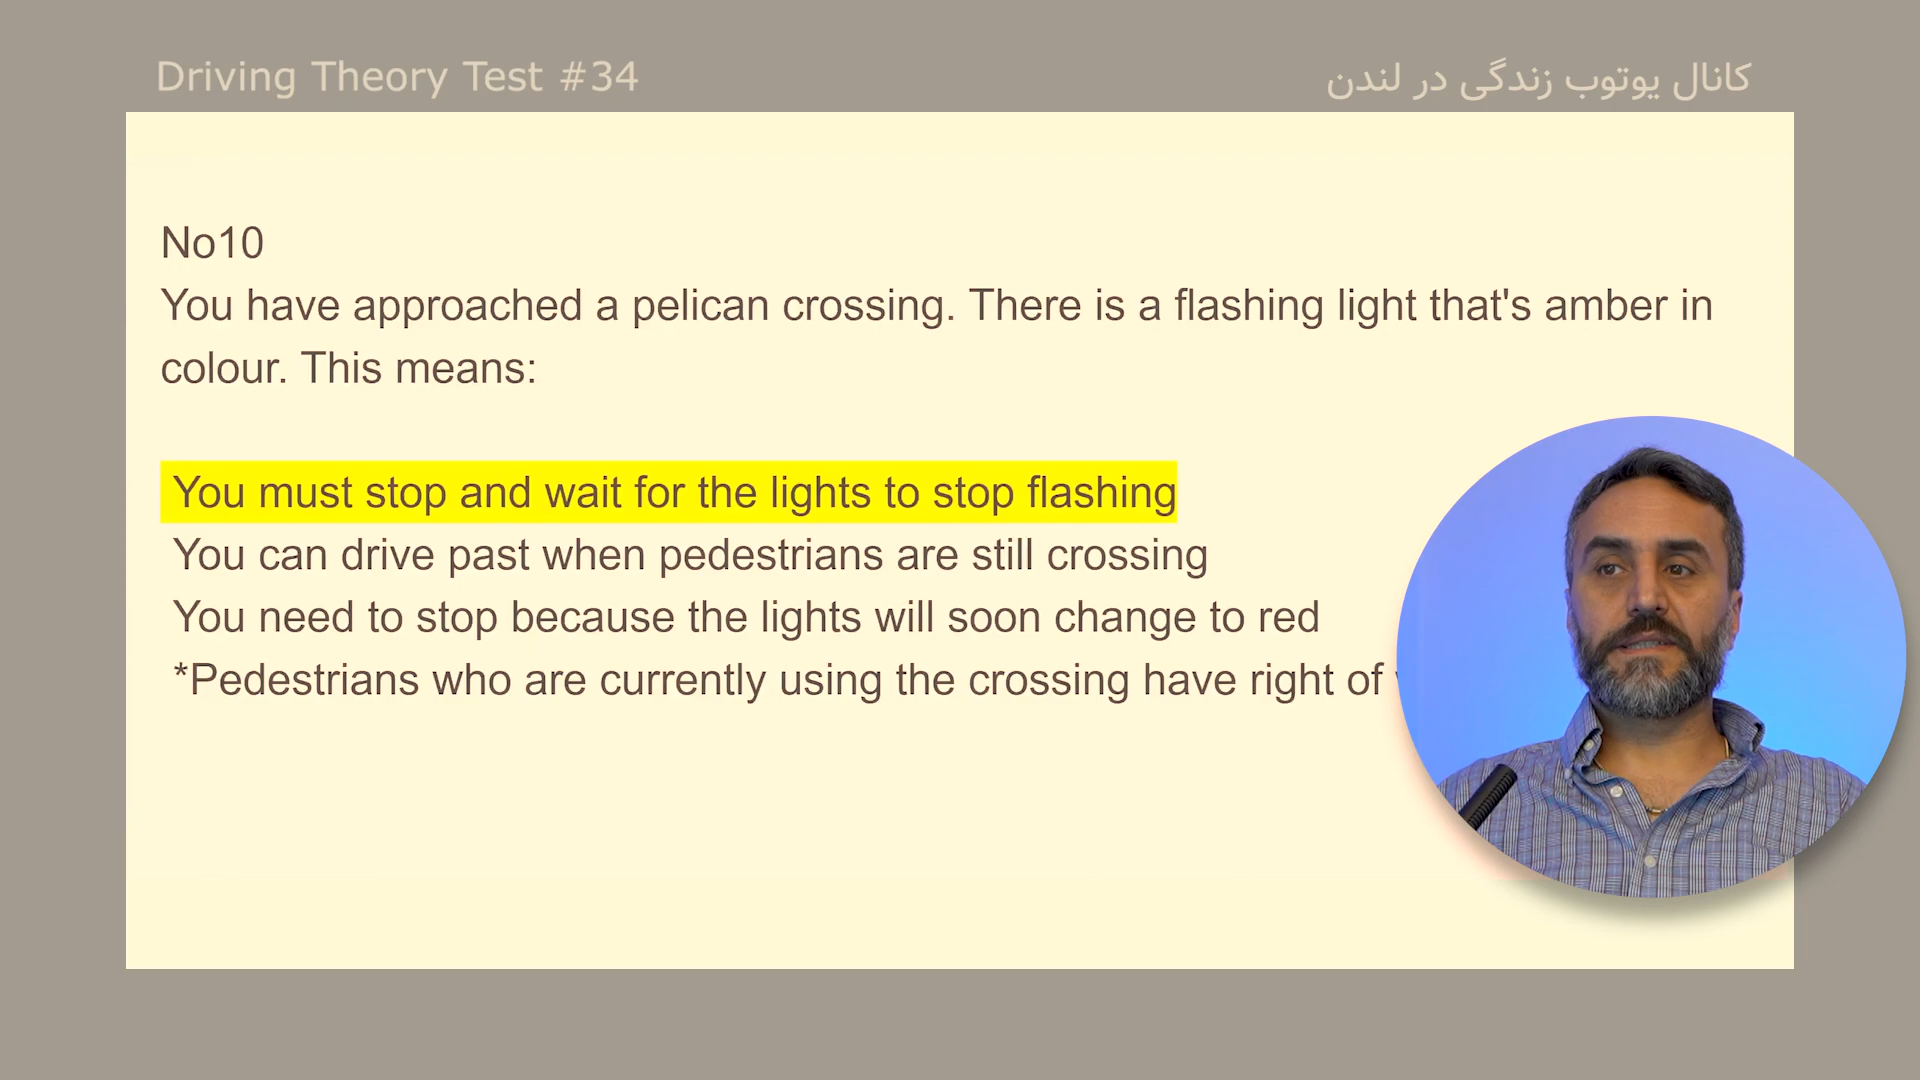 Driving Theory Test #34
کانال یوتوب زندگی در لندن
No10
You have approached a pelican crossing. There is a flashing light that's amber in
colour. This means:
You must stop and wait for the lights to stop flashing
You can drive past when pedestrians are still crossing
You need to stop because the lights will soon change to red
*Pedestrians who are currently using the crossing have right of